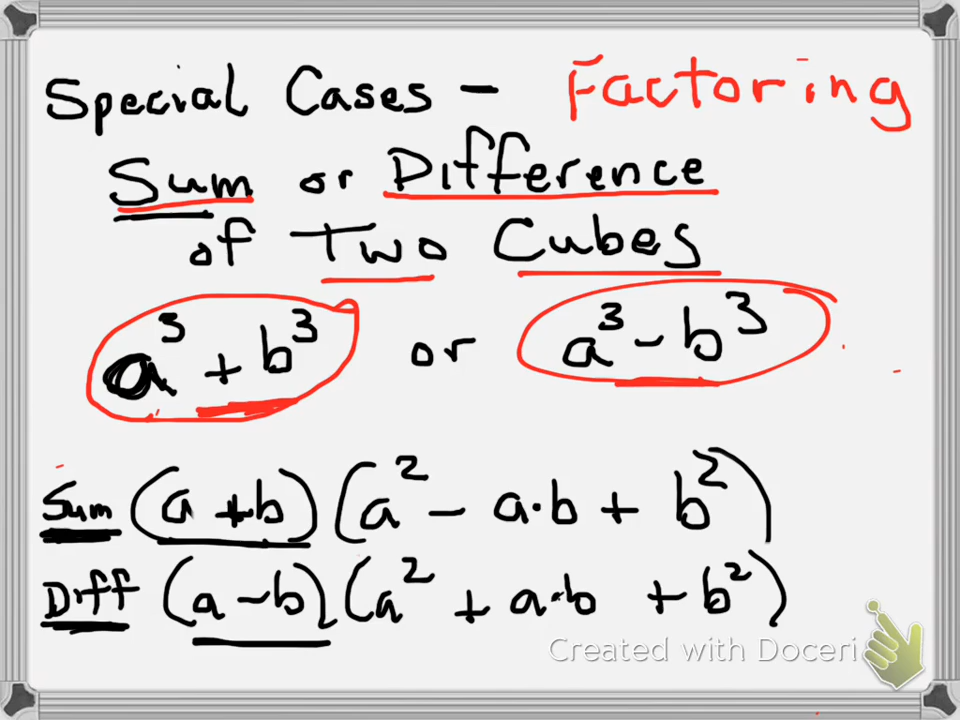 Special Cases - Factoring
Sum or Difference
of Two Cubes
a³ + b³ or a³ - b³
Sum (a + b) (a² - a·b + b²)
Diff (a - b) (a² + a·b + b²)
Created with Doceri